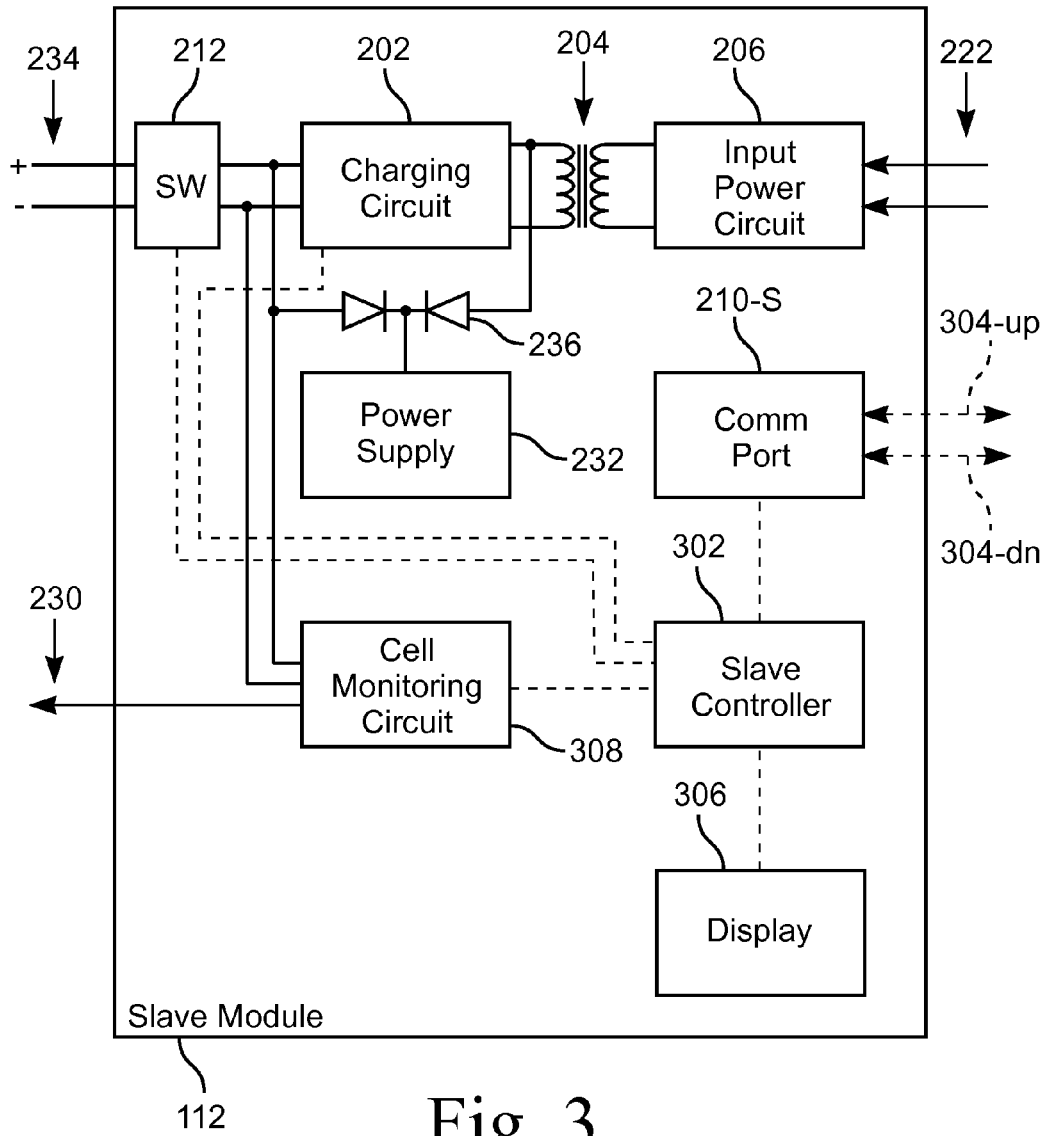 234
212
202
204
206
222
+
-
SW
Charging
Circuit
Input
Power
Circuit
236
210-S
304-up
Power
Supply
232
Comm
Port
304-dn
302
230
Cell
Monitoring
Circuit
308
Slave
Controller
306
Display
Slave Module
112
Fig. 3